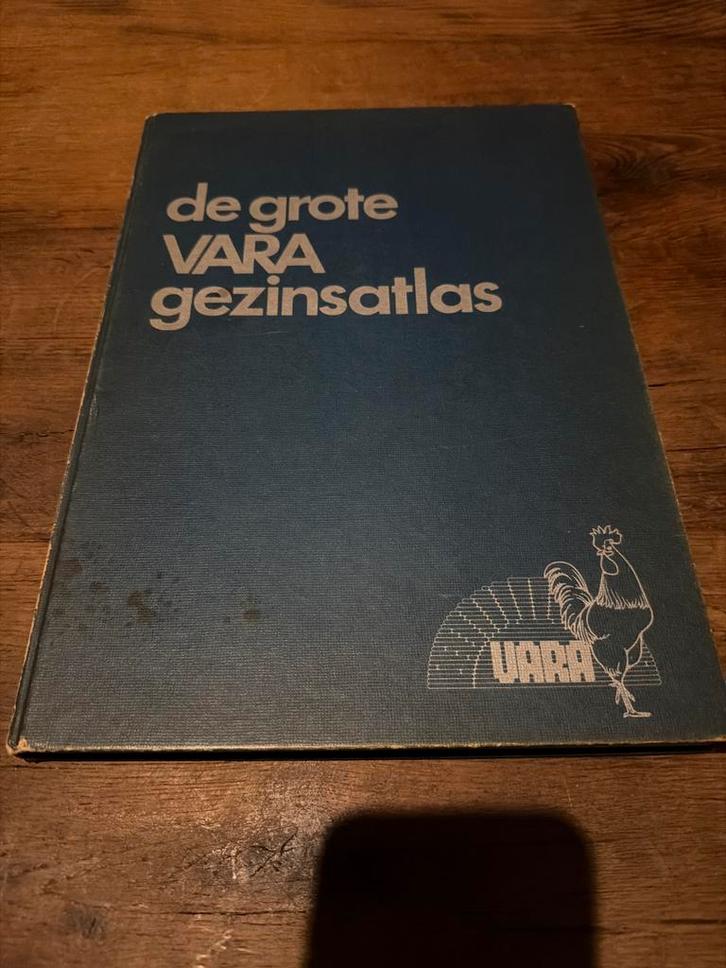 de grote
VARA
gezinsatlas
VARA